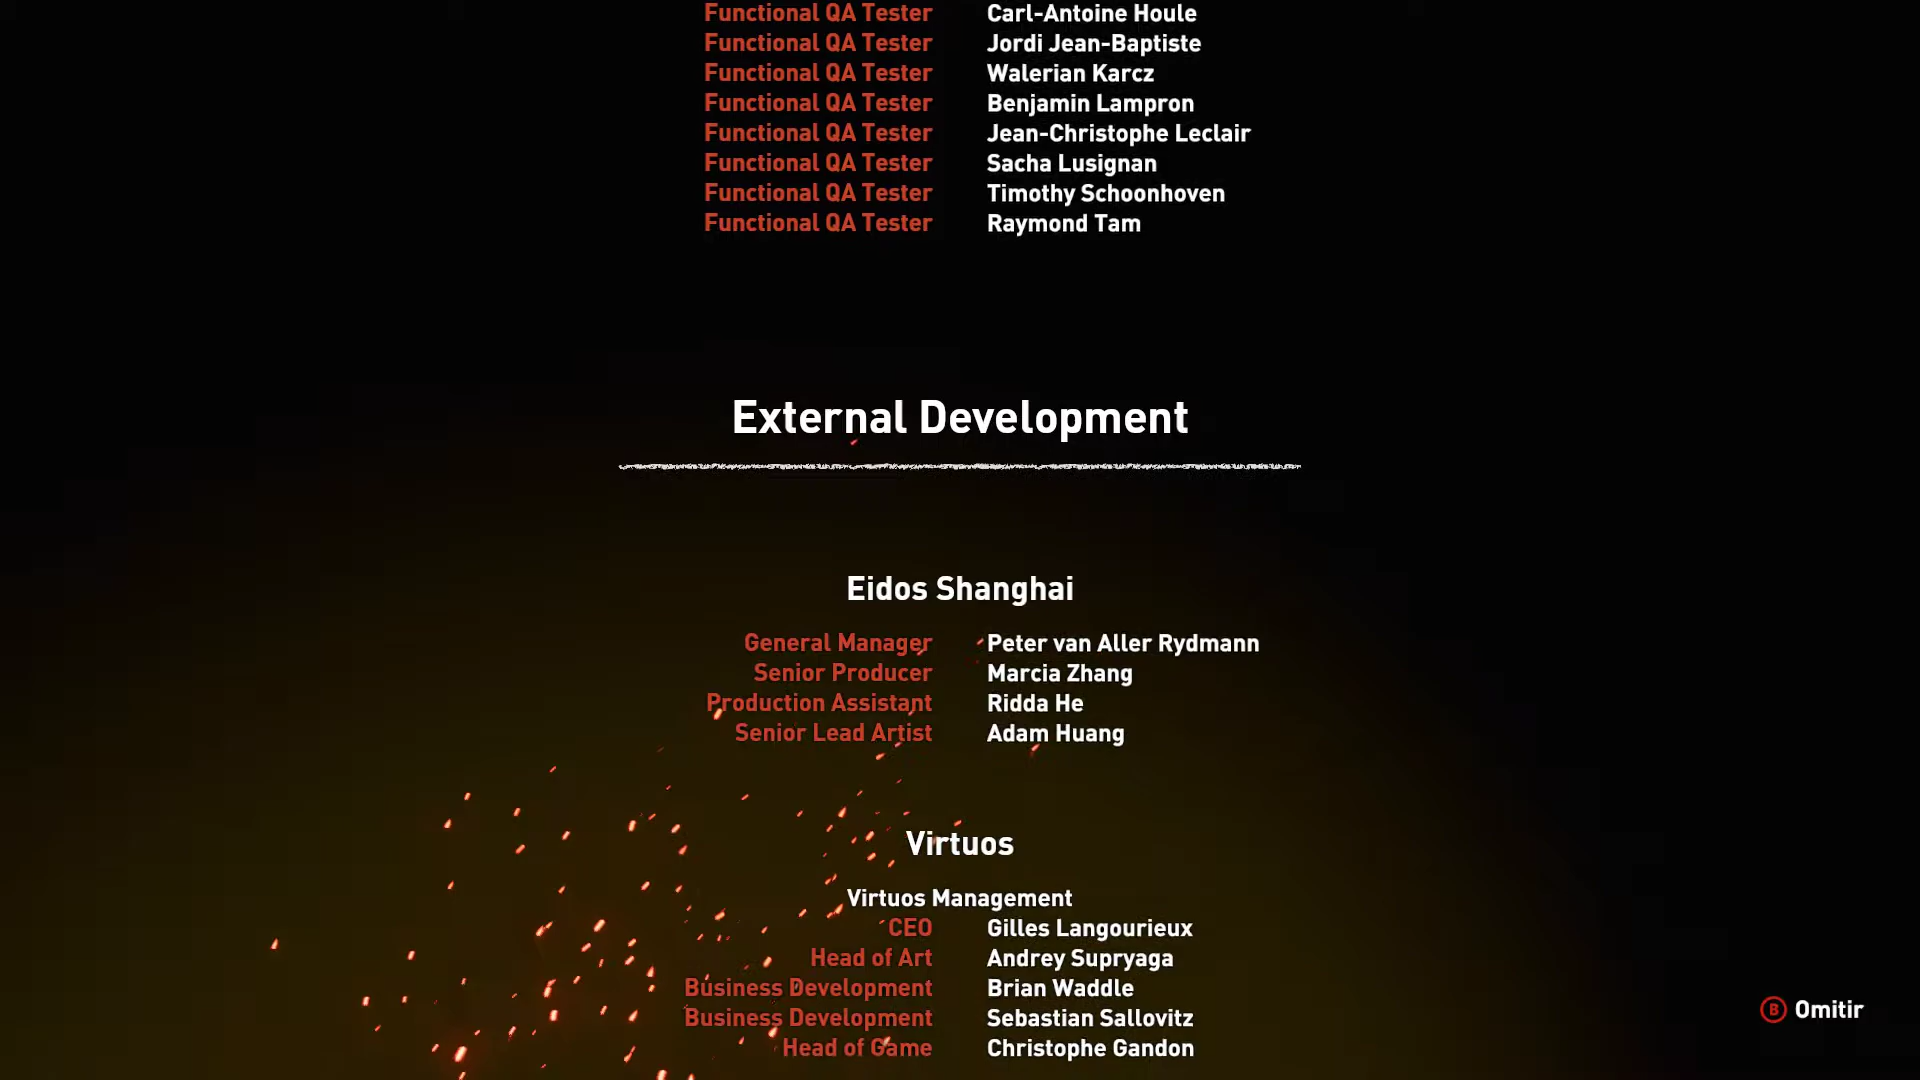 Functional QA Tester Carl-Antoine Houle
Functional QA Tester Jordi Jean-Baptiste
Functional QA Tester Walerian Karcz
Functional QA Tester Benjamin Lampron
Functional QA Tester Jean-Christophe Leclair
Functional QA Tester Sacha Lusignan
Functional QA Tester Timothy Schoonhoven
Functional QA Tester Raymond Tam
External Development
Eidos Shanghai
General Manager Peter van Aller Rydmann
Senior Producer Marcia Zhang
Production Assistant Ridda He
Senior Lead Artist Adam Huang
Virtuos
Virtuos Management
CEO Gilles Langourieux
Head of Art Andrey Supryaga
Business Development Brian Waddle
Business Development Sebastian Sallovitz
Head of Game Christophe Gandon
B Omitir